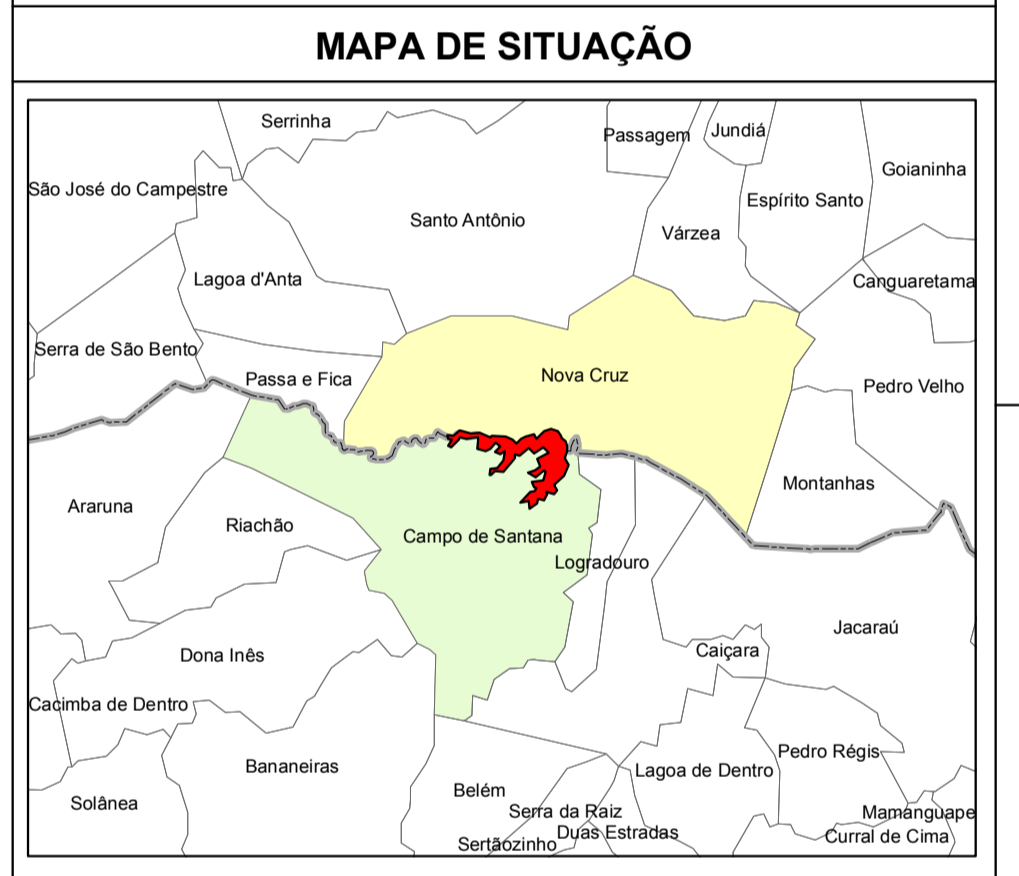 MAPA DE SITUAÇÃO
Serrinha
Passagem
Jundiá
Goianinha
São José do Campestre
Espírito Santo
Santo Antônio
Várzea
Lagoa d'Anta
Canguaretama
Serra de São Bento
Passa e Fica
Nova Cruz
Pedro Velho
Montanhas
Araruna
Riachão
Campo de Santana
Logradouro
Jacaraú
Dona Inês
Caiçara
Cacimba de Dentro
Pedro Régis
Bananeiras
Lagoa de Dentro
Belém
Solânea
Serra da Raiz
Mamanguape
Duas Estradas
Curral de Cima
Sertãozinho